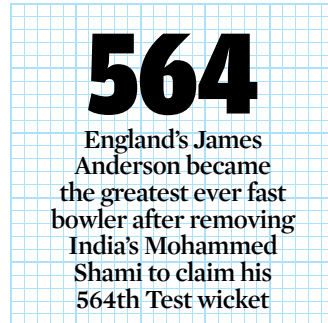 564
England’s James
Anderson became
the greatest ever fast
bowler after removing
India’s Mohammed
Shami to claim his
564th Test wicket